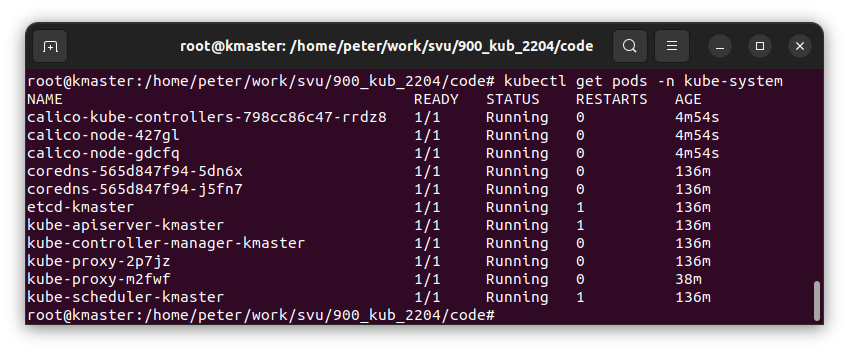 root@kmaster: /home/peter/work/svu/900_kub_2204/code
root@kmaster:/home/peter/work/svu/900_kub_2204/code# kubectl get pods -n kube-system
NAME                                       READY   STATUS    RESTARTS   AGE
calico-kube-controllers-798cc86c47-rrdz8   1/1     Running   0          4m54s
calico-node-427gl                          1/1     Running   0          4m54s
calico-node-gdcfq                          1/1     Running   0          4m54s
coredns-565d847f94-5dn6x                   1/1     Running   0          136m
coredns-565d847f94-j5fn7                   1/1     Running   0          136m
etcd-kmaster                               1/1     Running   1          136m
kube-apiserver-kmaster                     1/1     Running   1          136m
kube-controller-manager-kmaster            1/1     Running   0          136m
kube-proxy-2p7jz                           1/1     Running   0          136m
kube-proxy-m2fwf                           1/1     Running   0          38m
kube-scheduler-kmaster                     1/1     Running   1          136m
root@kmaster:/home/peter/work/svu/900_kub_2204/code#